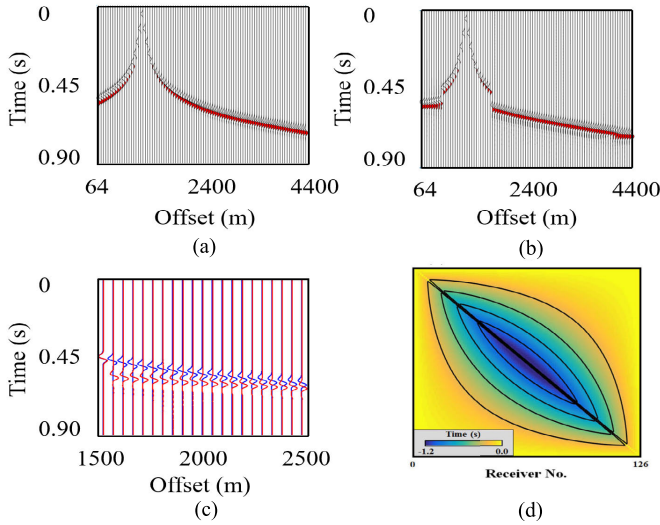 0
0.45
0.90
Time (s)
64
2400
4400
Offset (m)
(a)
0
0.45
0.90
Time (s)
64
2400
4400
Offset (m)
(b)
0
0.45
0.90
Time (s)
1500
2000
2500
Offset (m)
(c)
Time (s)
-1.2
0.0
0
126
Receiver No.
(d)